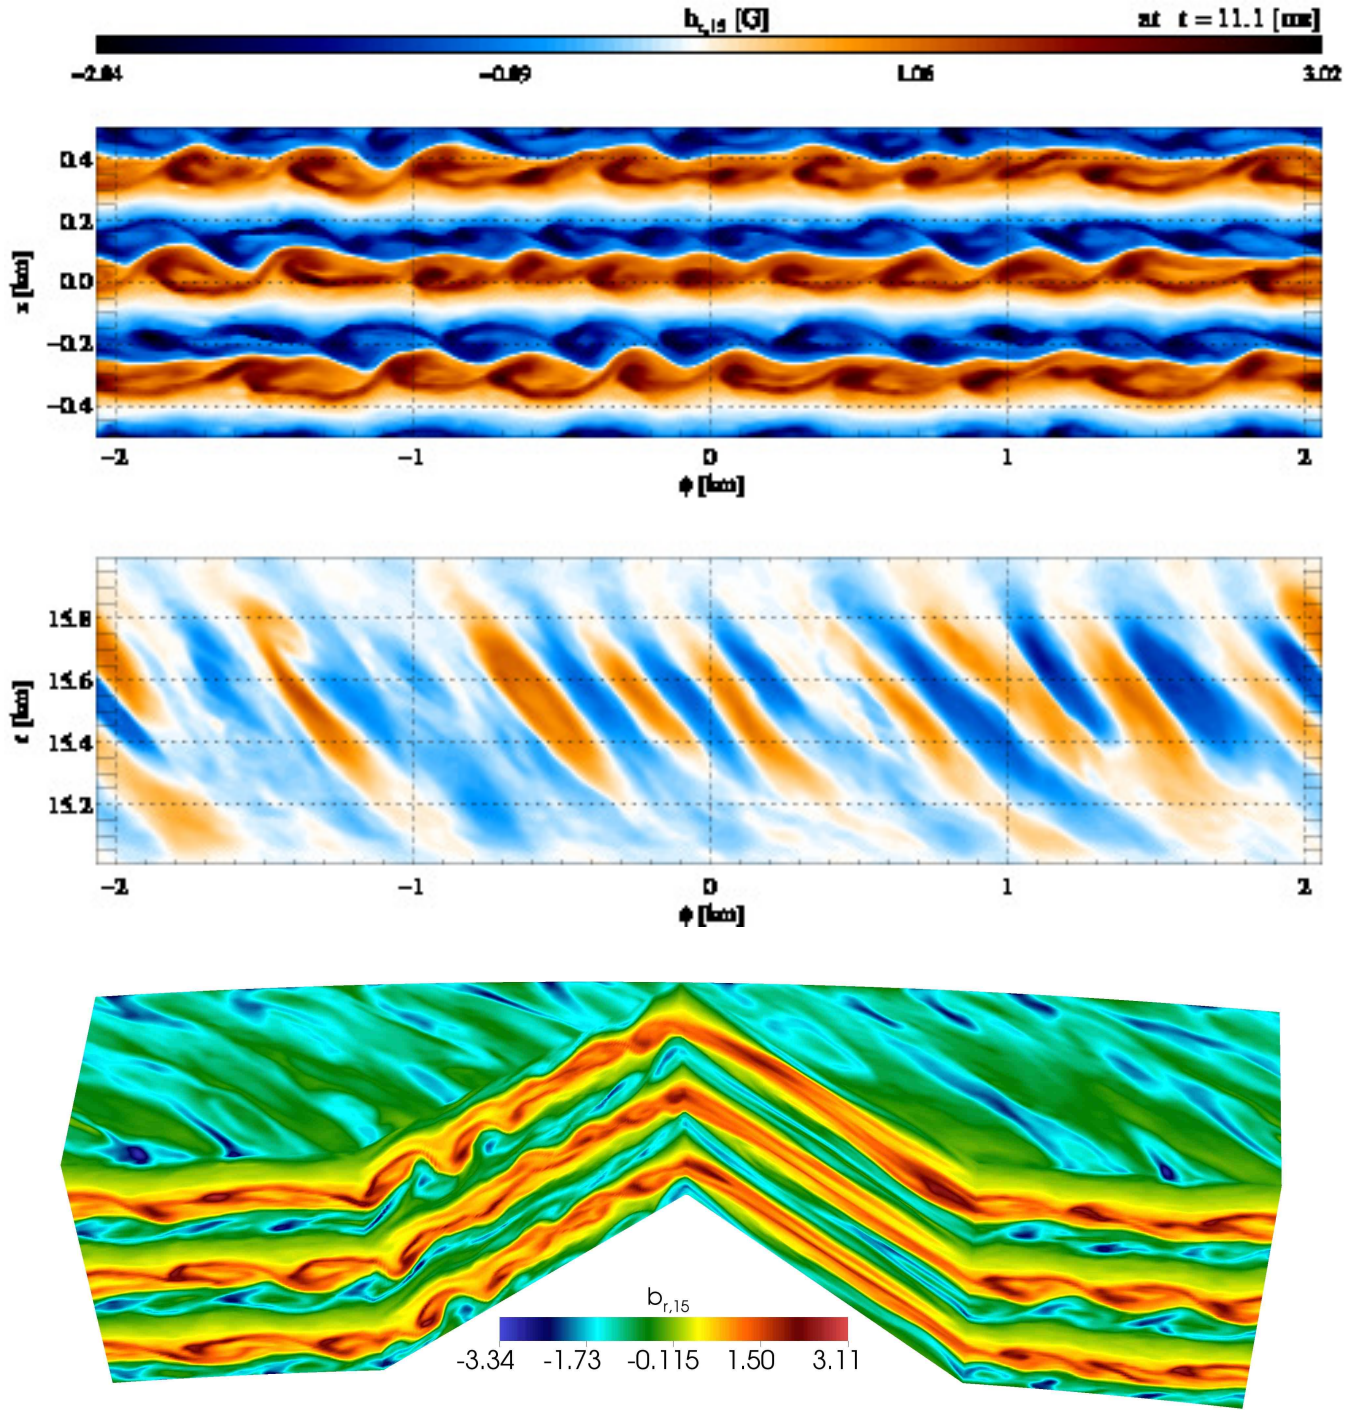 b_{r,15} [G] at t = 11.1 [ms]
−2.04 −0.09 1.06 3.02
0.4
0.2
0.0
−0.2
−0.4
z [km]
−2 −1 0 1 2
ϕ [km]
15.8
15.6
15.4
15.2
r [km]
−2 −1 0 1 2
ϕ [km]
b_{r,15}
-3.34 -1.73 -0.115 1.50 3.11